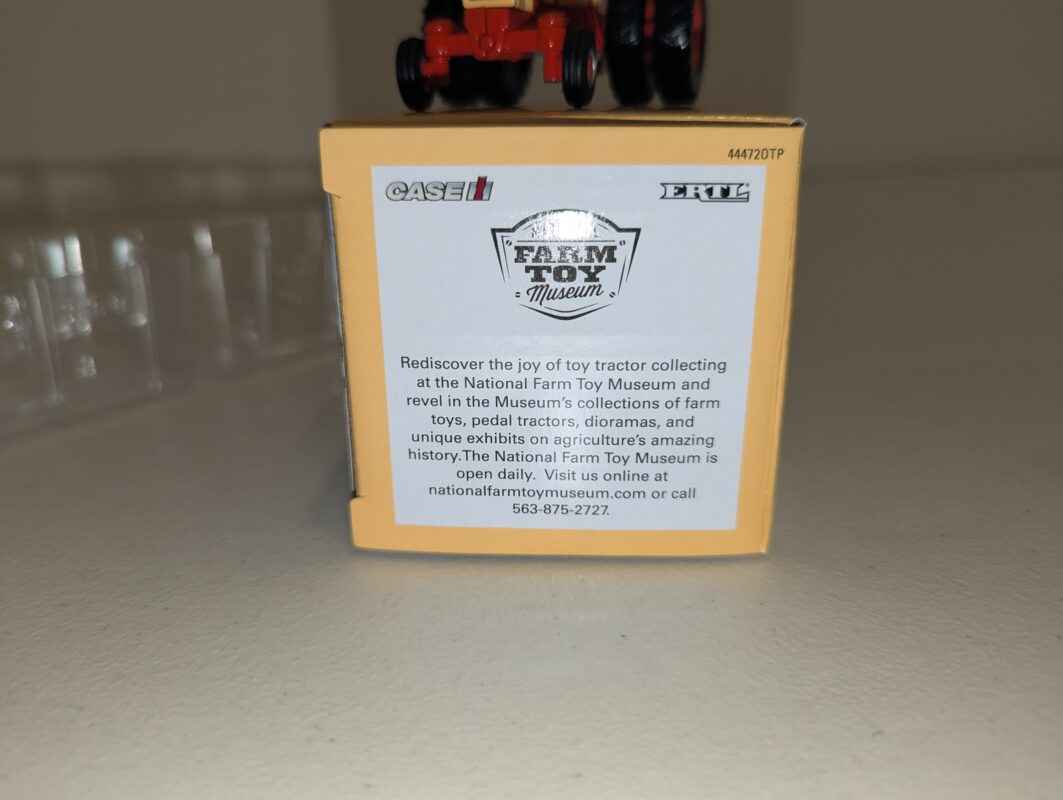 44472OTP
CASE IH
ERTL
FARM
TOY
Museum
Rediscover the joy of toy tractor collecting
at the National Farm Toy Museum and
revel in the Museum's collections of farm
toys, pedal tractors, dioramas, and
unique exhibits on agriculture's amazing
history.The National Farm Toy Museum is
open daily. Visit us online at
nationalfarmtoymuseum.com or call
563-875-2727.